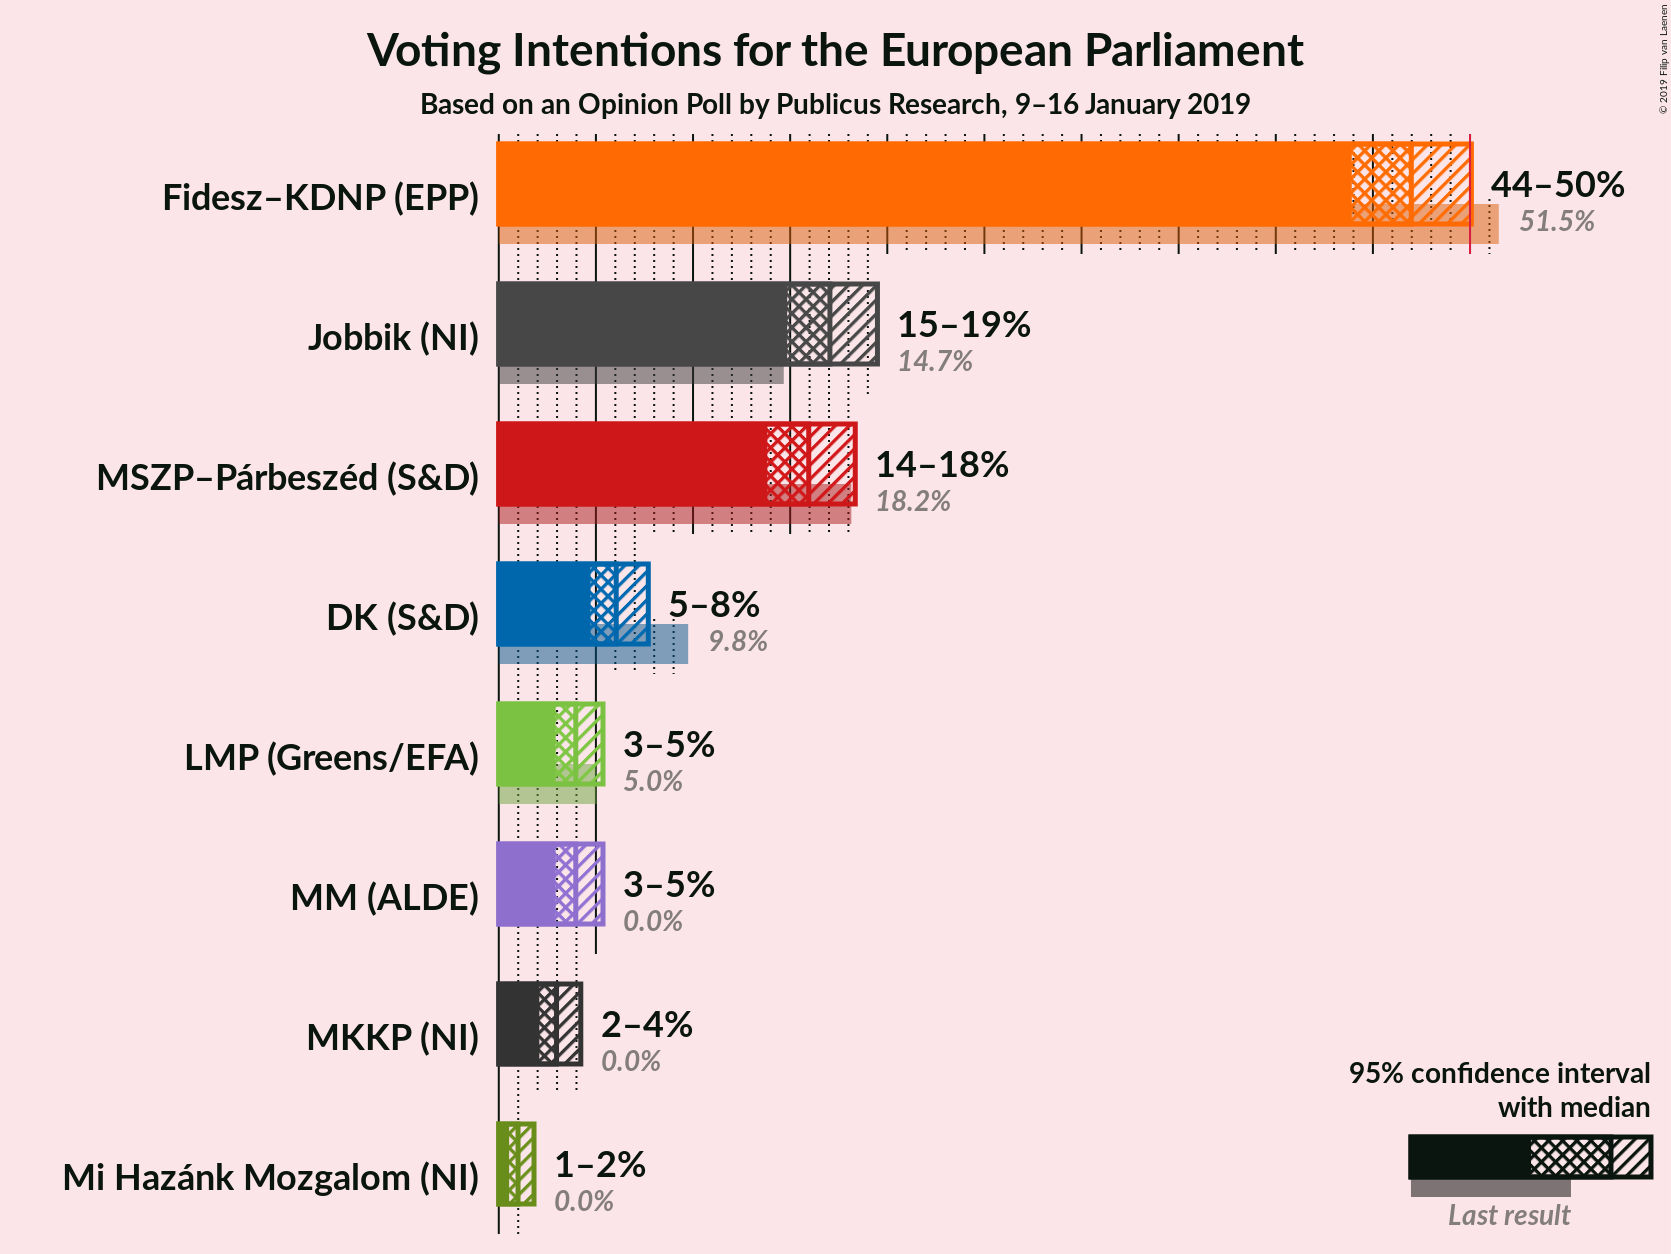 Voting Intentions for the European Parliament
Based on an Opinion Poll by Publicus Research, 9–16 January 2019
© 2019 Filip van Laenen
Fidesz–KDNP (EPP)
44–50%
51.5%
Jobbik (NI)
15–19%
14.7%
MSZP–Párbeszéd (S&D)
14–18%
18.2%
DK (S&D)
5–8%
9.8%
LMP (Greens/EFA)
3–5%
5.0%
MM (ALDE)
3–5%
0.0%
MKKP (NI)
2–4%
0.0%
Mi Hazánk Mozgalom (NI)
1–2%
0.0%
95% confidence interval
with median
Last result